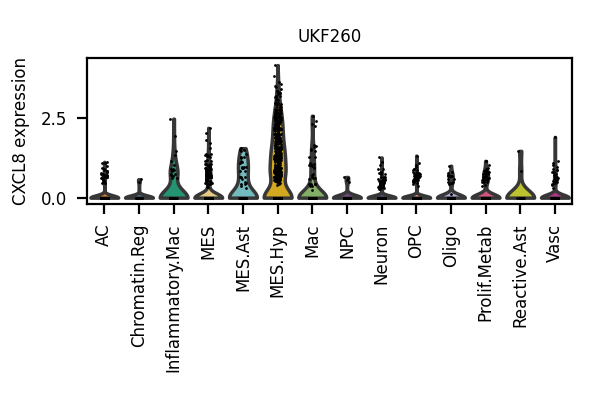 UKF260
CXCL8 expression
2.5
0.0
AC
Chromatin.Reg
Inflammatory.Mac
MES
MES.Ast
MES.Hyp
Mac
NPC
Neuron
OPC
Oligo
Prolif.Metab
Reactive.Ast
Vasc